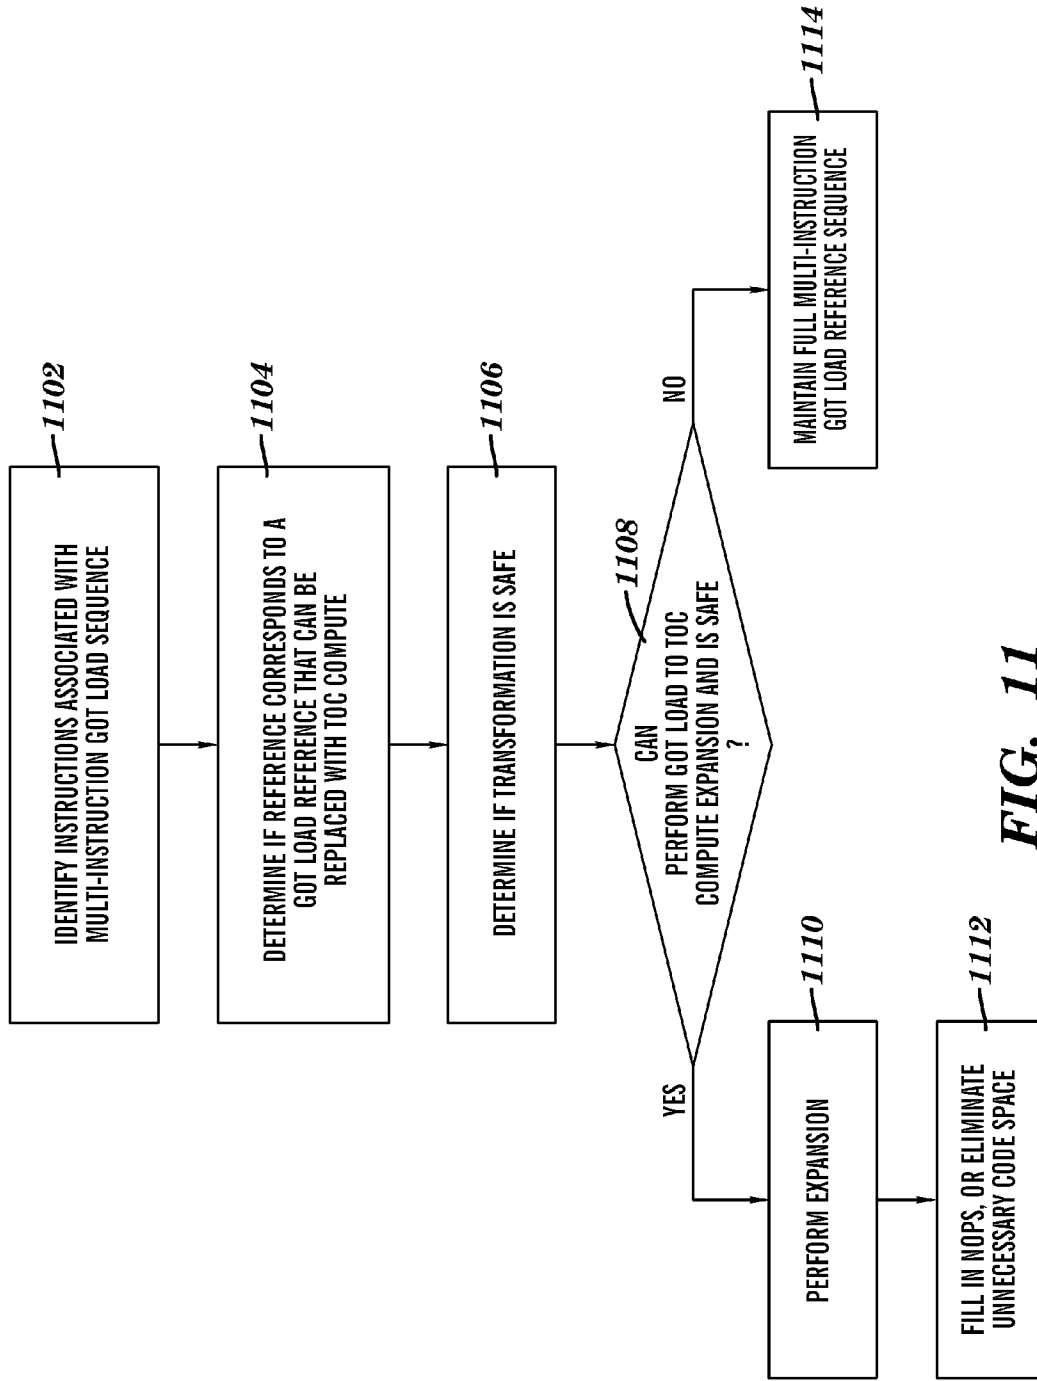 1102
IDENTIFY INSTRUCTIONS ASSOCIATED WITH
MULTI-INSTRUCTION GOT LOAD SEQUENCE
1104
DETERMINE IF REFERENCE CORRESPONDS TO A
GOT LOAD REFERENCE THAT CAN BE
REPLACED WITH TOC COMPUTE
1106
DETERMINE IF TRANSFORMATION IS SAFE
1108
CAN
PERFORM GOT LOAD TO TOC
COMPUTE EXPANSION AND IS SAFE
?
YES
NO
1110
PERFORM EXPANSION
1112
FILL IN NOPS, OR ELIMINATE
UNNECESSARY CODE SPACE
1114
MAINTAIN FULL MULTI-INSTRUCTION
GOT LOAD REFERENCE SEQUENCE
FIG. 11